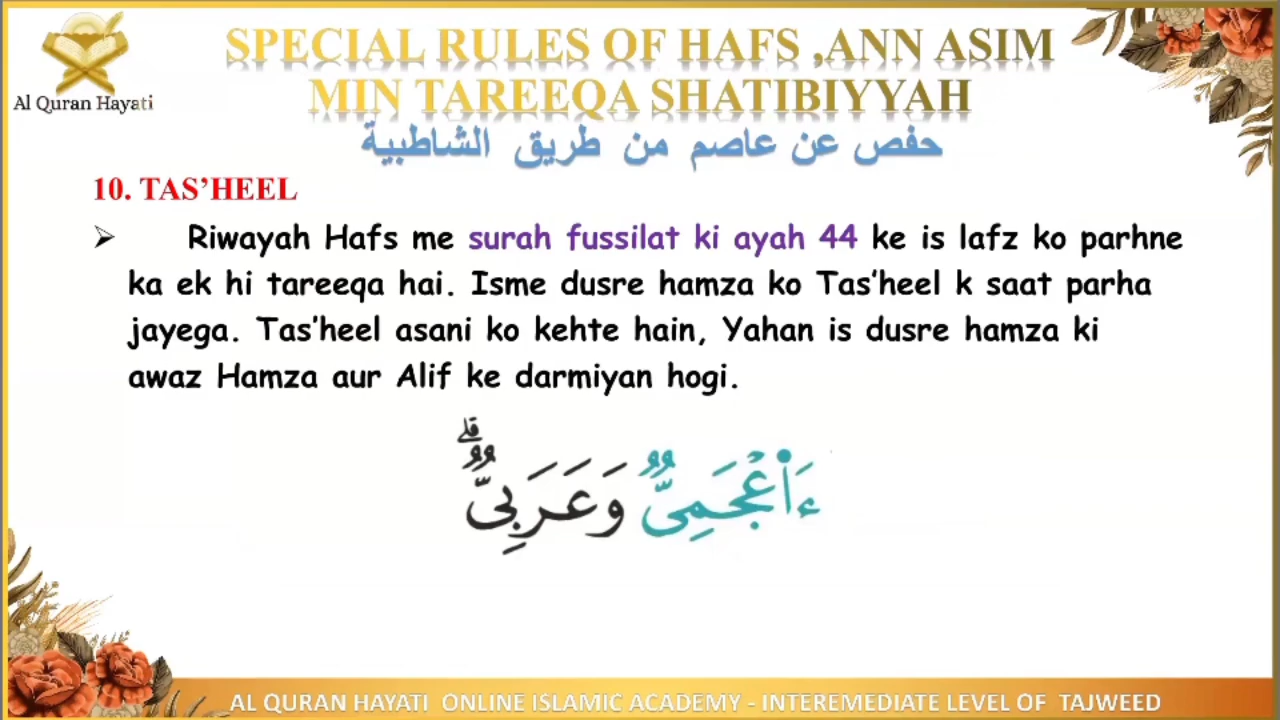 Al Quran Hayati
SPECIAL RULES OF HAFS ,ANN ASIM
MIN TAREEQA SHATIBIYYAH
حفص عن عاصم من طريق الشاطبية
10. TAS’HEEL
➢ Riwayah Hafs me surah fussilat ki ayah 44 ke is lafz ko parhne
ka ek hi tareeqa hai. Isme dusre hamza ko Tas’heel k saat parha
jayega. Tas’heel asani ko kehte hain, Yahan is dusre hamza ki
awaz Hamza aur Alif ke darmiyan hogi.
ءَا۬عْجَمِىٌّ وَعَرَبِىٌّ ۗ
AL QURAN HAYATI ONLINE ISLAMIC ACADEMY - INTEREMEDIATE LEVEL OF TAJWEED